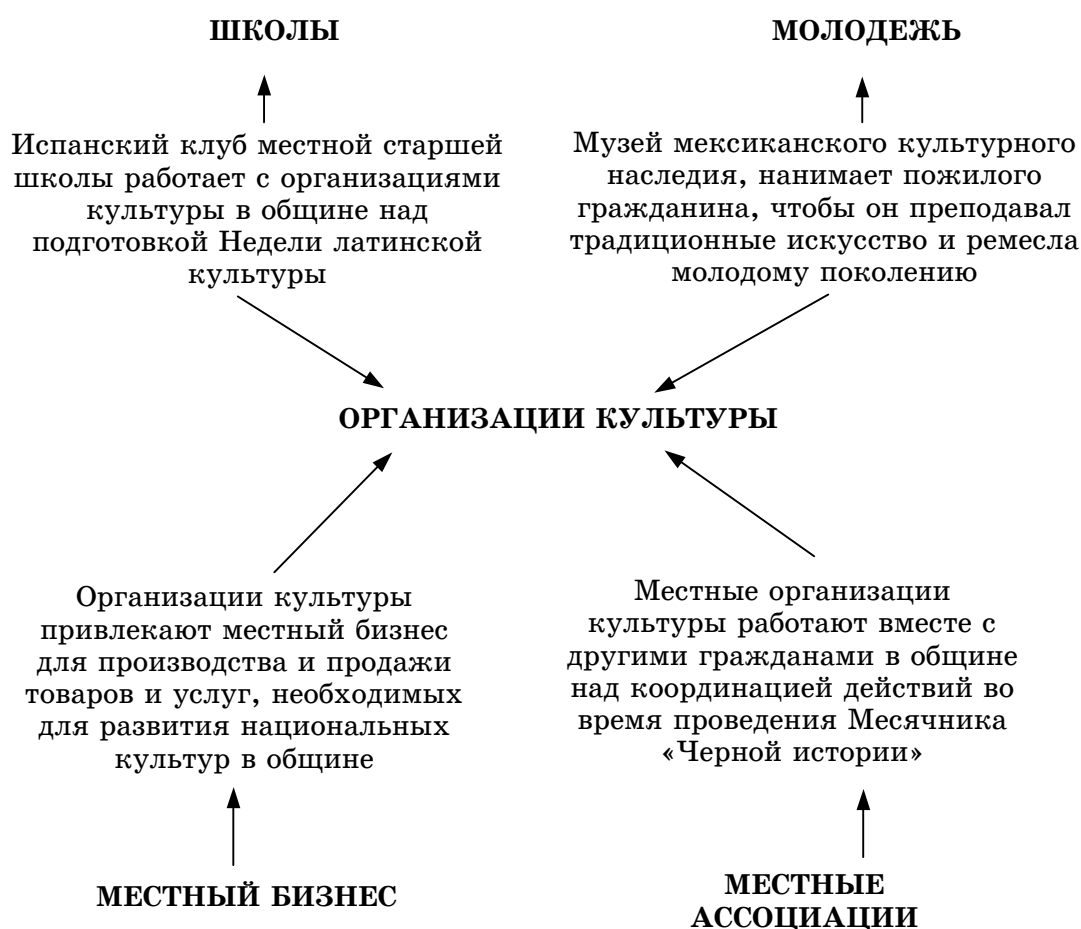 ШКОЛЫ
МОЛОДЕЖЬ
Испанский клуб местной старшей
школы работает с организациями
культуры в общине над
подготовкой Недели латинской
культуры
Музей мексиканского культурного
наследия, нанимает пожилого
гражданина, чтобы он преподавал
традиционные искусство и ремесла
молодому поколению
ОРГАНИЗАЦИИ КУЛЬТУРЫ
Организации культуры
привлекают местный бизнес
для производства и продажи
товаров и услуг, необходимых
для развития национальных
культур в общине
Местные организации
культуры работают вместе с
другими гражданами в общине
над координацией действий во
время проведения Месячника
«Черной истории»
МЕСТНЫЙ БИЗНЕС
МЕСТНЫЕ
АССОЦИАЦИИ